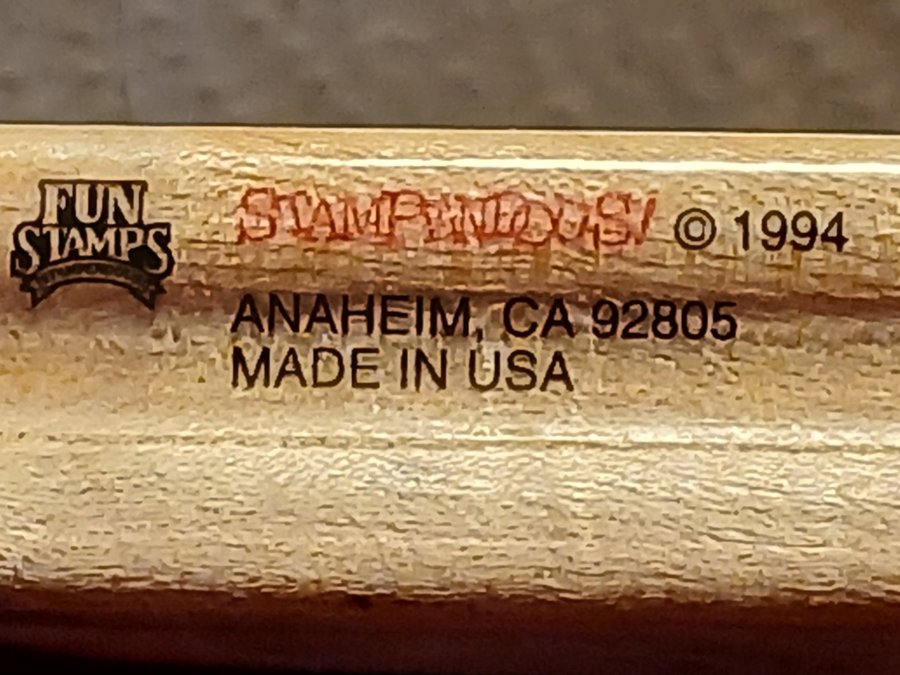 FUN
STAMPS
STAMPENDOUS! © 1994
ANAHEIM, CA 92805
MADE IN USA